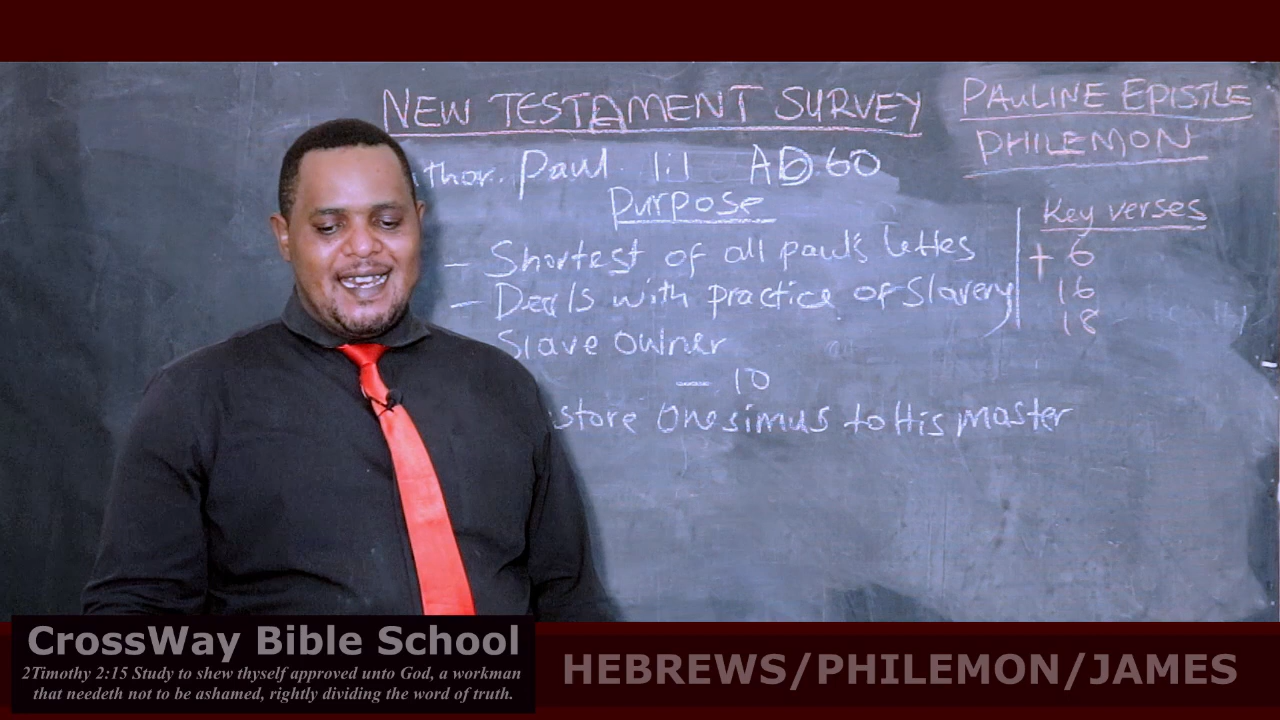 NEW TESTAMENT SURVEY
PAULINE EPISTLE
PHILEMON
thor. Paul 1:1 AD.60
Purpose
- Shortest of all paul's lettes
- Deals with practice of Slavery
Slave owner
- 10
store Onesimus to His master
Key verses
+ 6
16
18
CrossWay Bible School
2Timothy 2:15 Study to shew thyself approved unto God, a workman
that needeth not to be ashamed, rightly dividing the word of truth.
HEBREWS/PHILEMON/JAMES